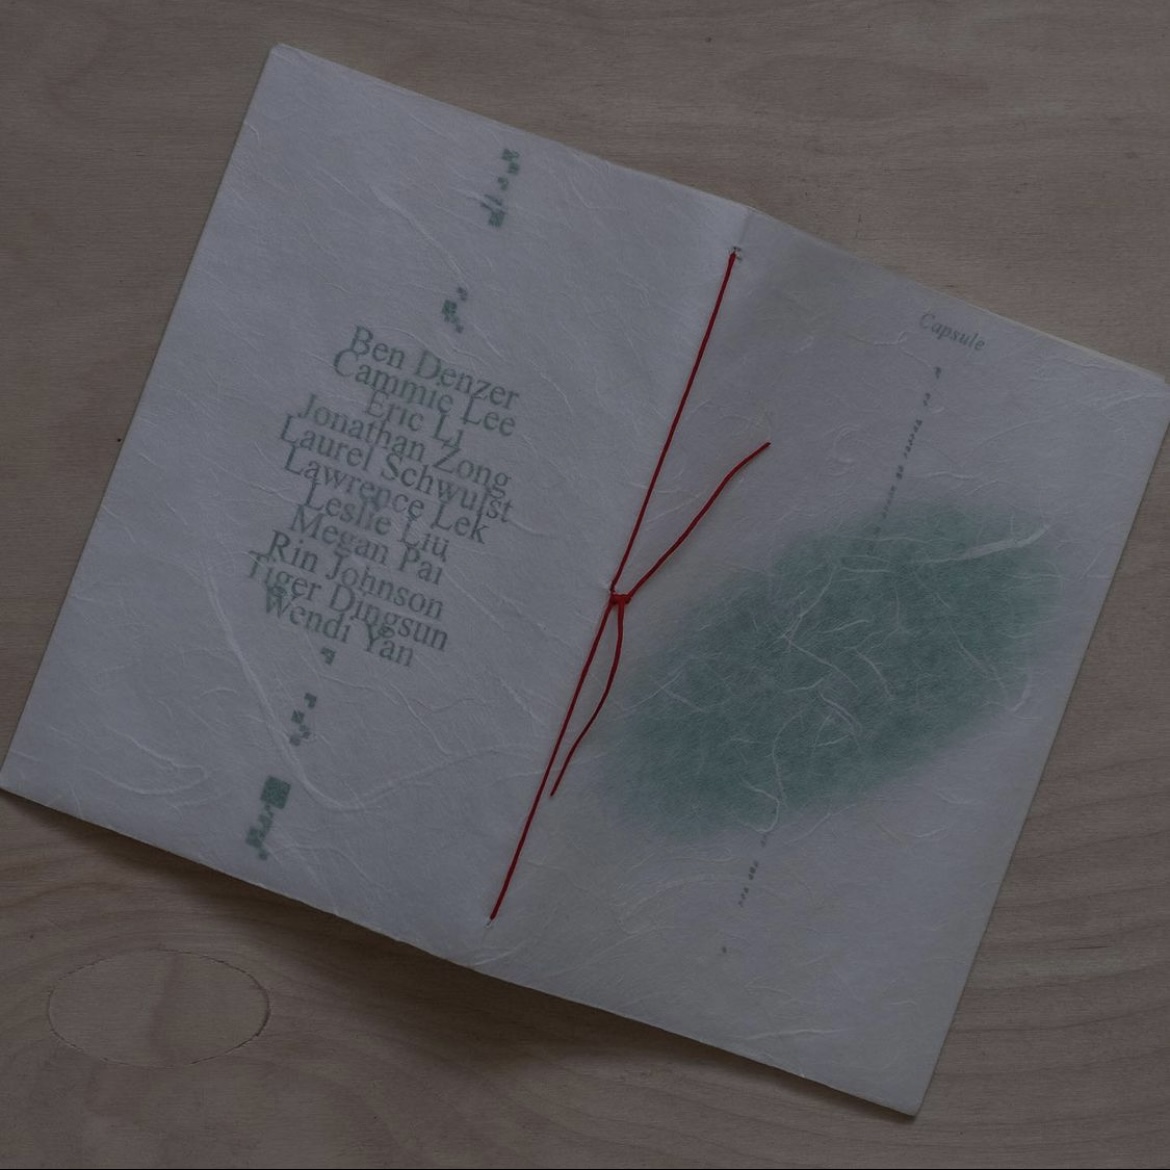 Ben Denzer
Cammie Lee
Eric Li
Jonathan Zong
Laurel Schwulst
Lawrence Lek
Leslie Liu
Megan Pai
Rin Johnson
Tiger Dingsun
Wendi Yan
Capsule